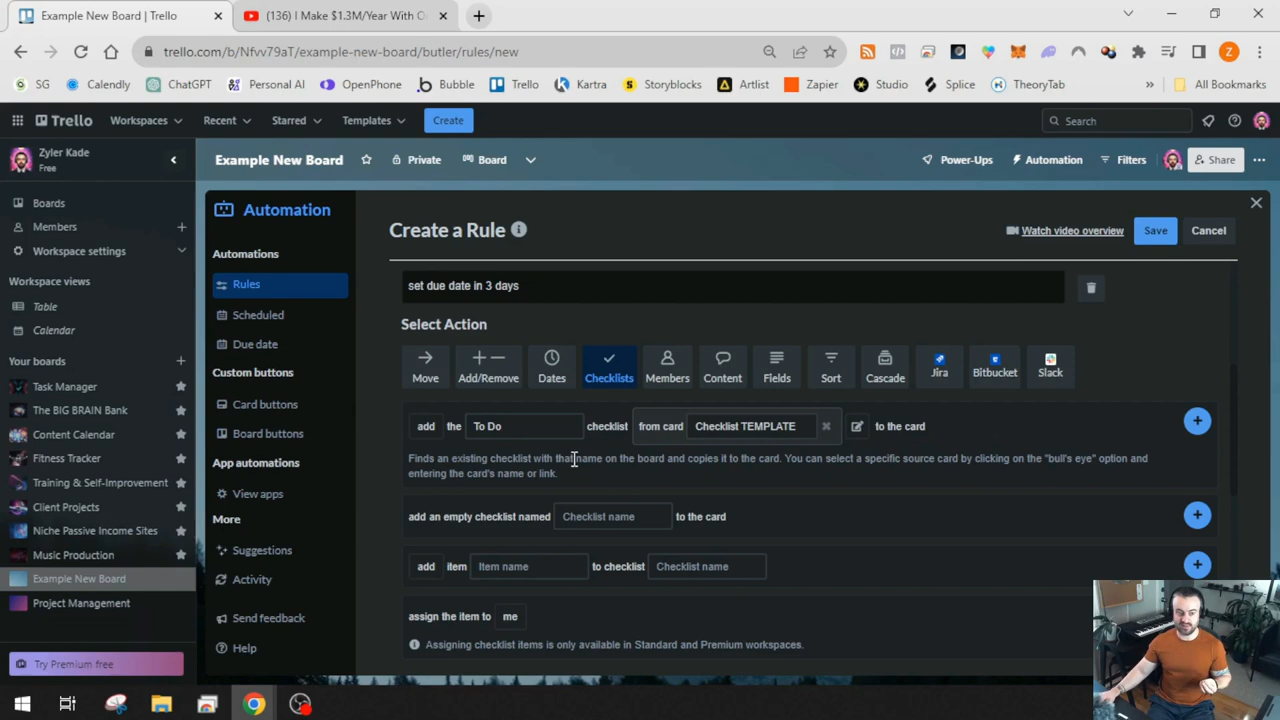 Example New Board | Trello
(136) I Make $1.3M/Year With O
trello.com/b/Nfvv79aT/example-new-board/butler/rules/new
SG
Calendly
ChatGPT
Personal AI
OpenPhone
Bubble
Trello
Kartra
Storyblocks
Artlist
Zapier
Studio
Splice
TheoryTab
»
All Bookmarks
Trello
Workspaces
Recent
Starred
Templates
Create
Search
Zyler Kade
Free
Example New Board
Private
Board
Power-Ups
Automation
Filters
Share
Boards
Members
Workspace settings
Workspace views
Table
Calendar
Your boards
Task Manager
The BIG BRAIN Bank
Content Calendar
Fitness Tracker
Training & Self-Improvement
Client Projects
Niche Passive Income Sites
Music Production
Example New Board
Project Management
Try Premium free
Automation
Automations
Rules
Scheduled
Due date
Custom buttons
Card buttons
Board buttons
App automations
View apps
More
Suggestions
Activity
Send feedback
Help
Create a Rule
Watch video overview
Save
Cancel
set due date in 3 days
Select Action
Move
Add/Remove
Dates
Checklists
Members
Content
Fields
Sort
Cascade
Jira
Bitbucket
Slack
add the To Do checklist from card Checklist TEMPLATE to the card
Finds an existing checklist with that name on the board and copies it to the card. You can select a specific source card by clicking on the "bull's eye" option and
entering the card's name or link.
add an empty checklist named Checklist name to the card
add item Item name to checklist Checklist name
assign the item to me
Assigning checklist items is only available in Standard and Premium workspaces.